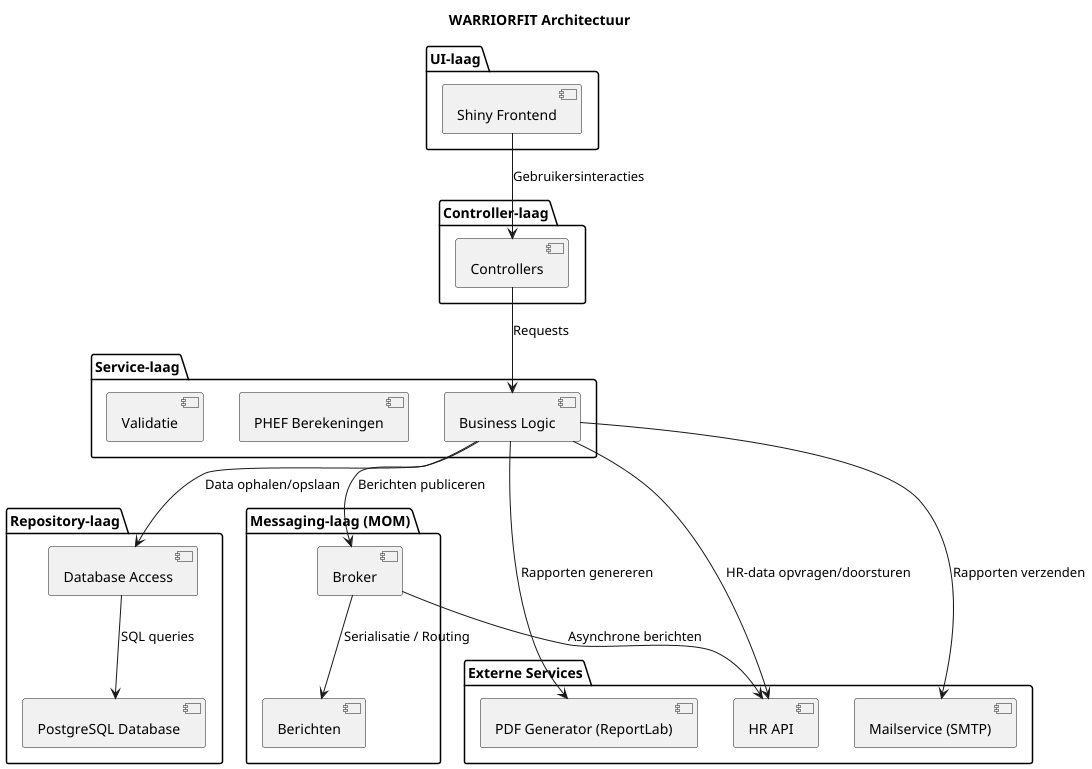 WARRIORFIT Architectuur
UI-laag
Shiny Frontend
Gebruikersinteracties
Controller-laag
Controllers
Requests
Service-laag
Validatie
PHEF Berekeningen
Business Logic
Data ophalen/opslaan
Berichten publiceren
Repository-laag
Messaging-laag (MOM)
Database Access
Broker
Rapporten genereren
HR-data opvragen/doorsturen
Rapporten verzenden
SQL queries
Serialisatie / Routing
Asynchrone berichten
Externe Services
PostgreSQL Database
Berichten
PDF Generator (ReportLab)
HR API
Mailservice (SMTP)